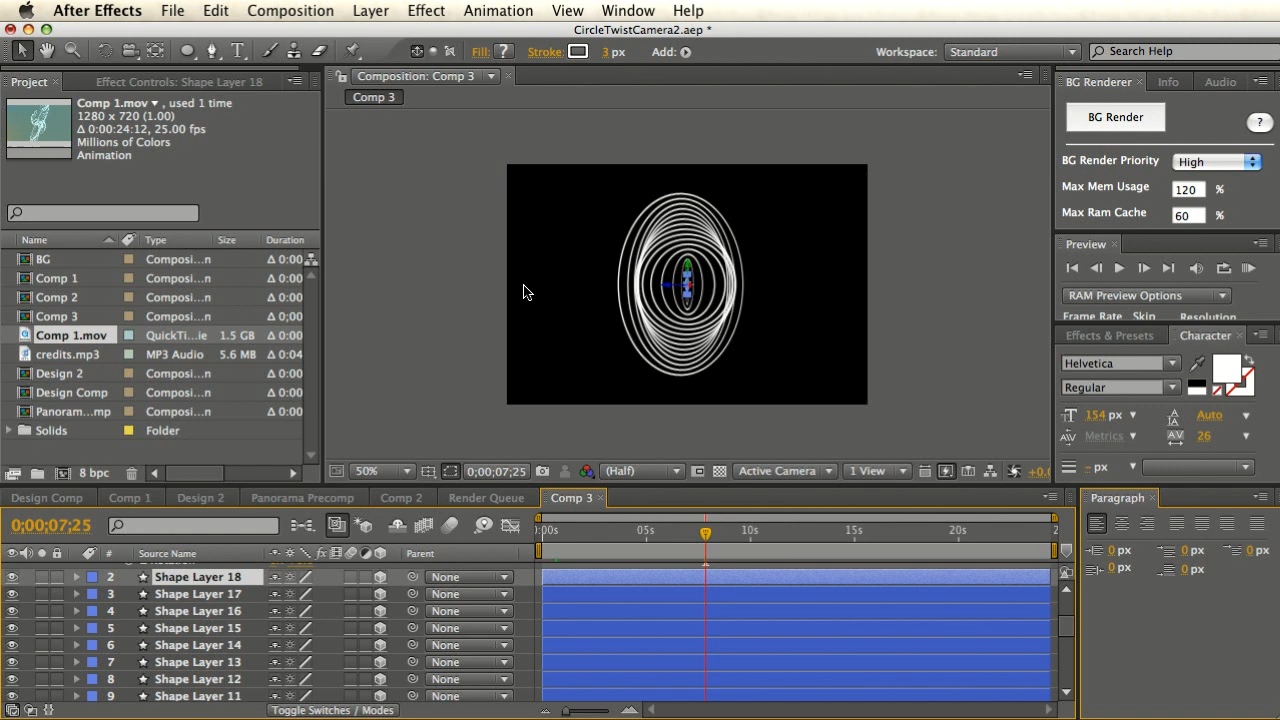 After Effects File Edit Composition Layer Effect Animation View Window Help
CircleTwistCamera2.aep *
Fill: ? Stroke: 3 px Add: Workspace: Standard Search Help
Project × Effect Controls: Shape Layer 18
Composition: Comp 3 ×
BG Renderer × Info Audio
Comp 3
Comp 1.mov ▼ , used 1 time
1280 x 720 (1.00)
Δ 0:00:24:12, 25.00 fps
Millions of Colors
Animation
BG Render ?
BG Render Priority High
Max Mem Usage 120 %
Max Ram Cache 60 %
Name Type Size Duration
BG Composi...n Δ 0:00
Comp 1 Composi...n Δ 0:00
Comp 2 Composi...n Δ 0:00
Comp 3 Composi...n Δ 0;00
Comp 1.mov QuickTi...ie 1.5 GB Δ 0:00
credits.mp3 MP3 Audio 5.6 MB Δ 0:04
Design 2 Composi...n Δ 0:00
Design Comp Composi...n Δ 0:00
Panoram...mp Composi...n Δ 0:00
Solids Folder
8 bpc
Preview ×
RAM Preview Options
Frame Rate Skip Resolution
Effects & Presets Character ×
Helvetica
Regular
154 px Auto
Metrics 26
- px
50% 0;00;07;25 (Half) Active Camera 1 View +0.0
Design Comp Comp 1 Design 2 Panorama Precomp Comp 2 Render Queue Comp 3 ×
0;00;07;25
:00s 05s 10s 15s 20s 2
# Source Name fx Parent
2 Shape Layer 18 None
3 Shape Layer 17 None
4 Shape Layer 16 None
5 Shape Layer 15 None
6 Shape Layer 14 None
7 Shape Layer 13 None
8 Shape Layer 12 None
9 Shape Layer 11 None
Toggle Switches / Modes
Paragraph ×
0 px 0 px 0 px
0 px 0 px